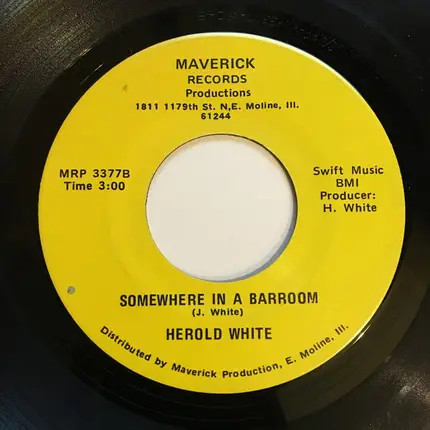 MAVERICK
RECORDS
Productions
1811 1179th St. N,E. Moline, Ill.
61244
MRP 3377B
Time 3:00
Swift Music
BMI
Producer:
H. White
SOMEWHERE IN A BARROOM
(J. White)
HEROLD WHITE
Distributed by Maverick Production, E. Moline, Ill.